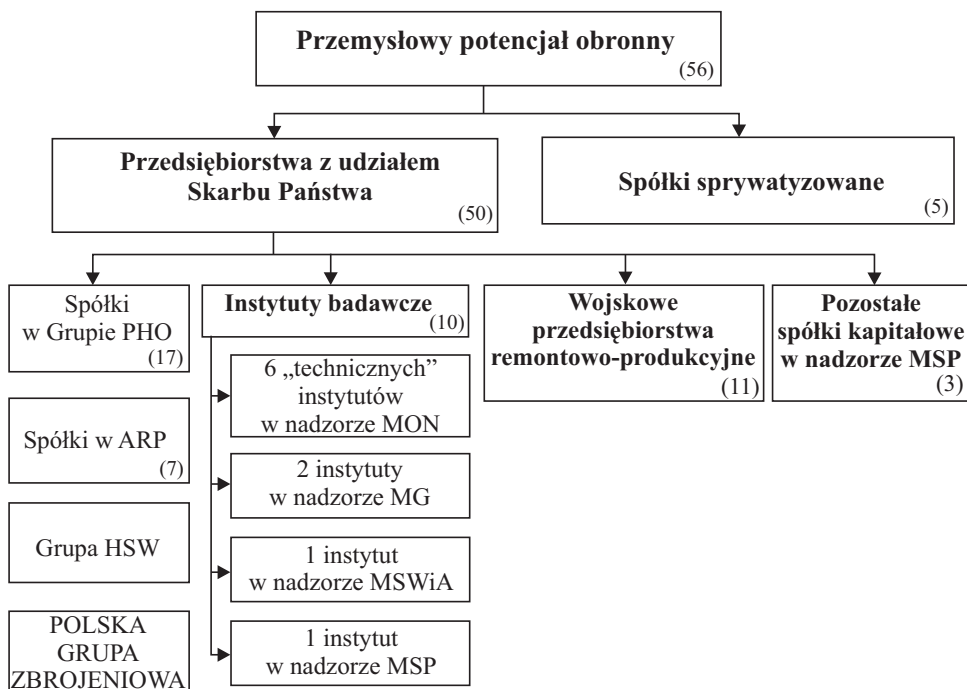 Przemysłowy potencjał obronny
(56)
Przedsiębiorstwa z udziałem
Skarbu Państwa
(50)
Spółki sprywatyzowane
(5)
Spółki
w Grupie PHO
(17)
Spółki w ARP
(7)
Grupa HSW
POLSKA
GRUPA
ZBROJENIOWA
Instytuty badawcze
(10)
6 „technicznych”
instytutów
w nadzorze MON
2 instytuty
w nadzorze MG
1 instytut
w nadzorze MSWiA
1 instytut
w nadzorze MSP
Wojskowe
przedsiębiorstwa
remontowo-produkcyjne
(11)
Pozostałe
spółki kapitałowe
w nadzorze MSP
(3)